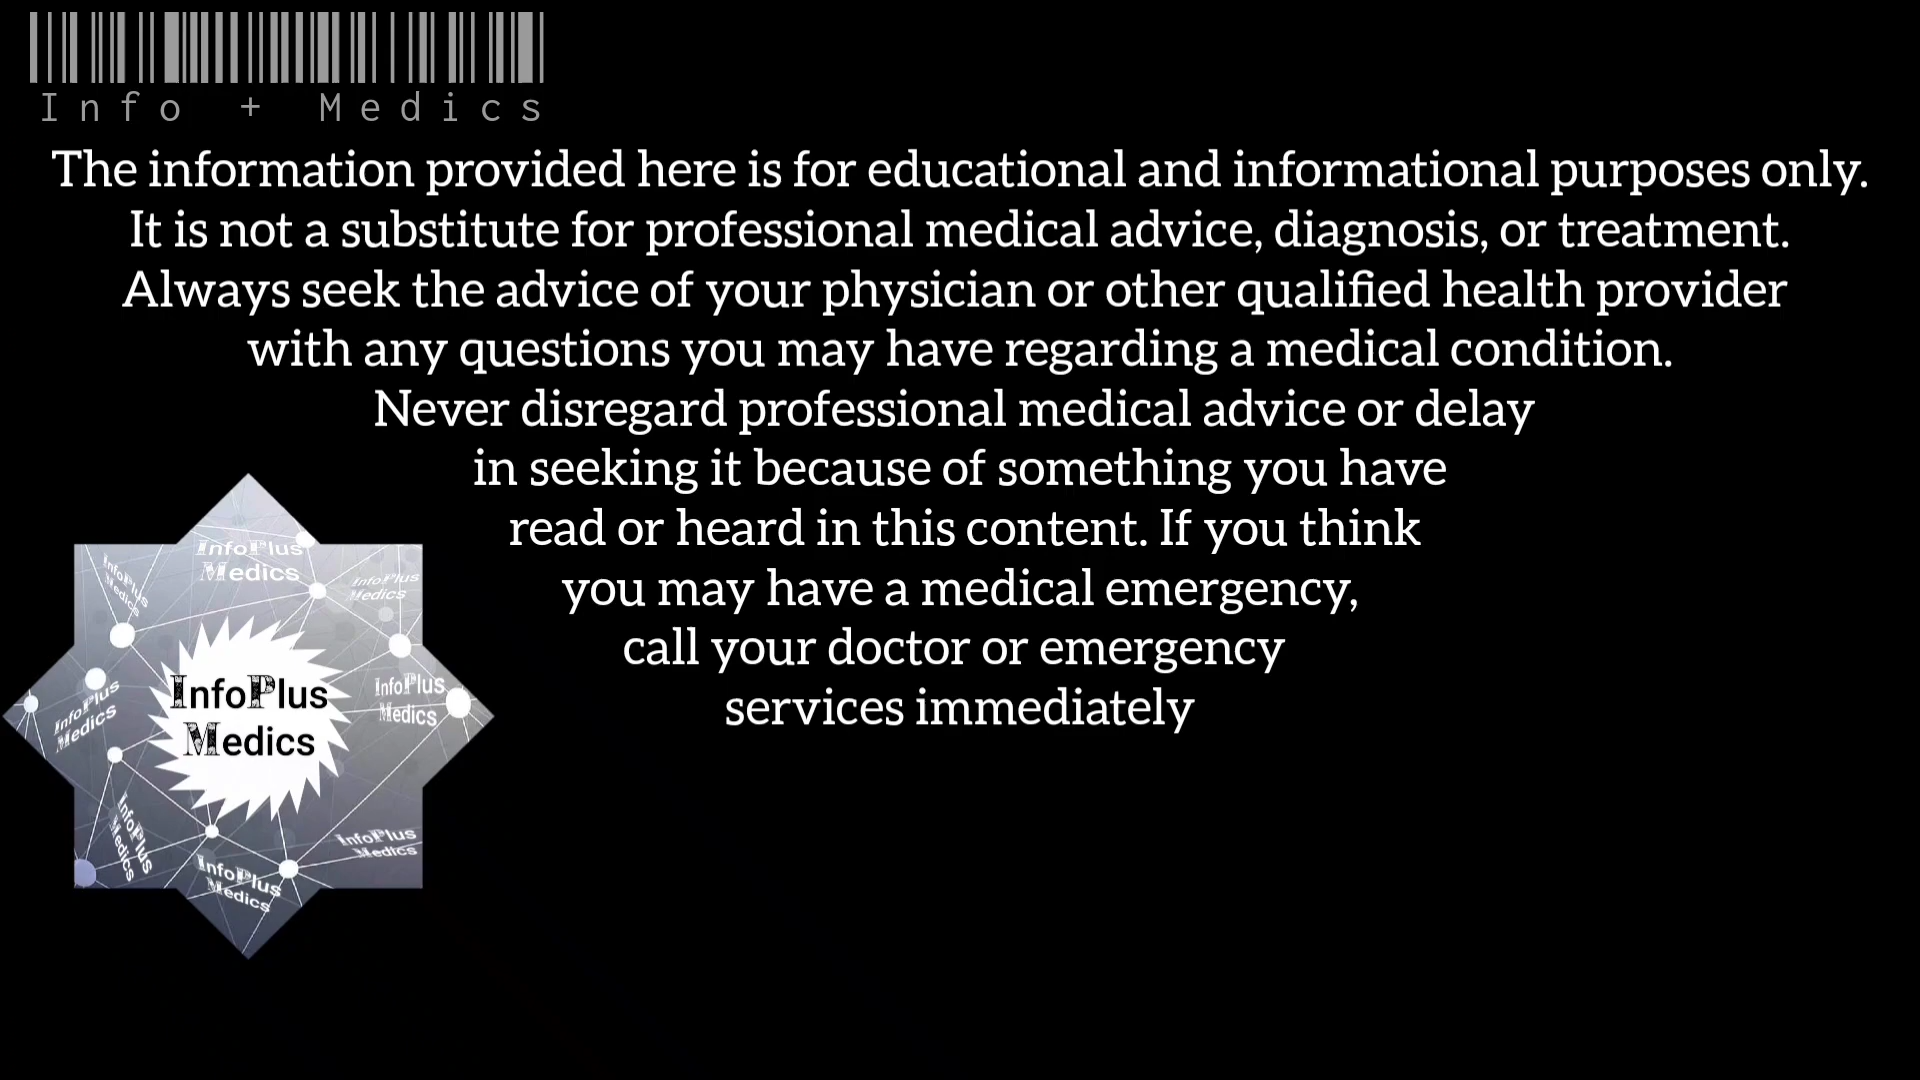 Info + Medics
The information provided here is for educational and informational purposes only.
It is not a substitute for professional medical advice, diagnosis, or treatment.
Always seek the advice of your physician or other qualified health provider
with any questions you may have regarding a medical condition.
Never disregard professional medical advice or delay
in seeking it because of something you have
read or heard in this content. If you think
you may have a medical emergency,
call your doctor or emergency
services immediately
InfoPlus
Medics
InfoPlus
Medics
InfoPlus
Medics
InfoPlus
Medics
InfoPlus
Medics
InfoPlus
Medics
InfoPlus
Medics
InfoPlus
Medics
InfoPlus
Medics